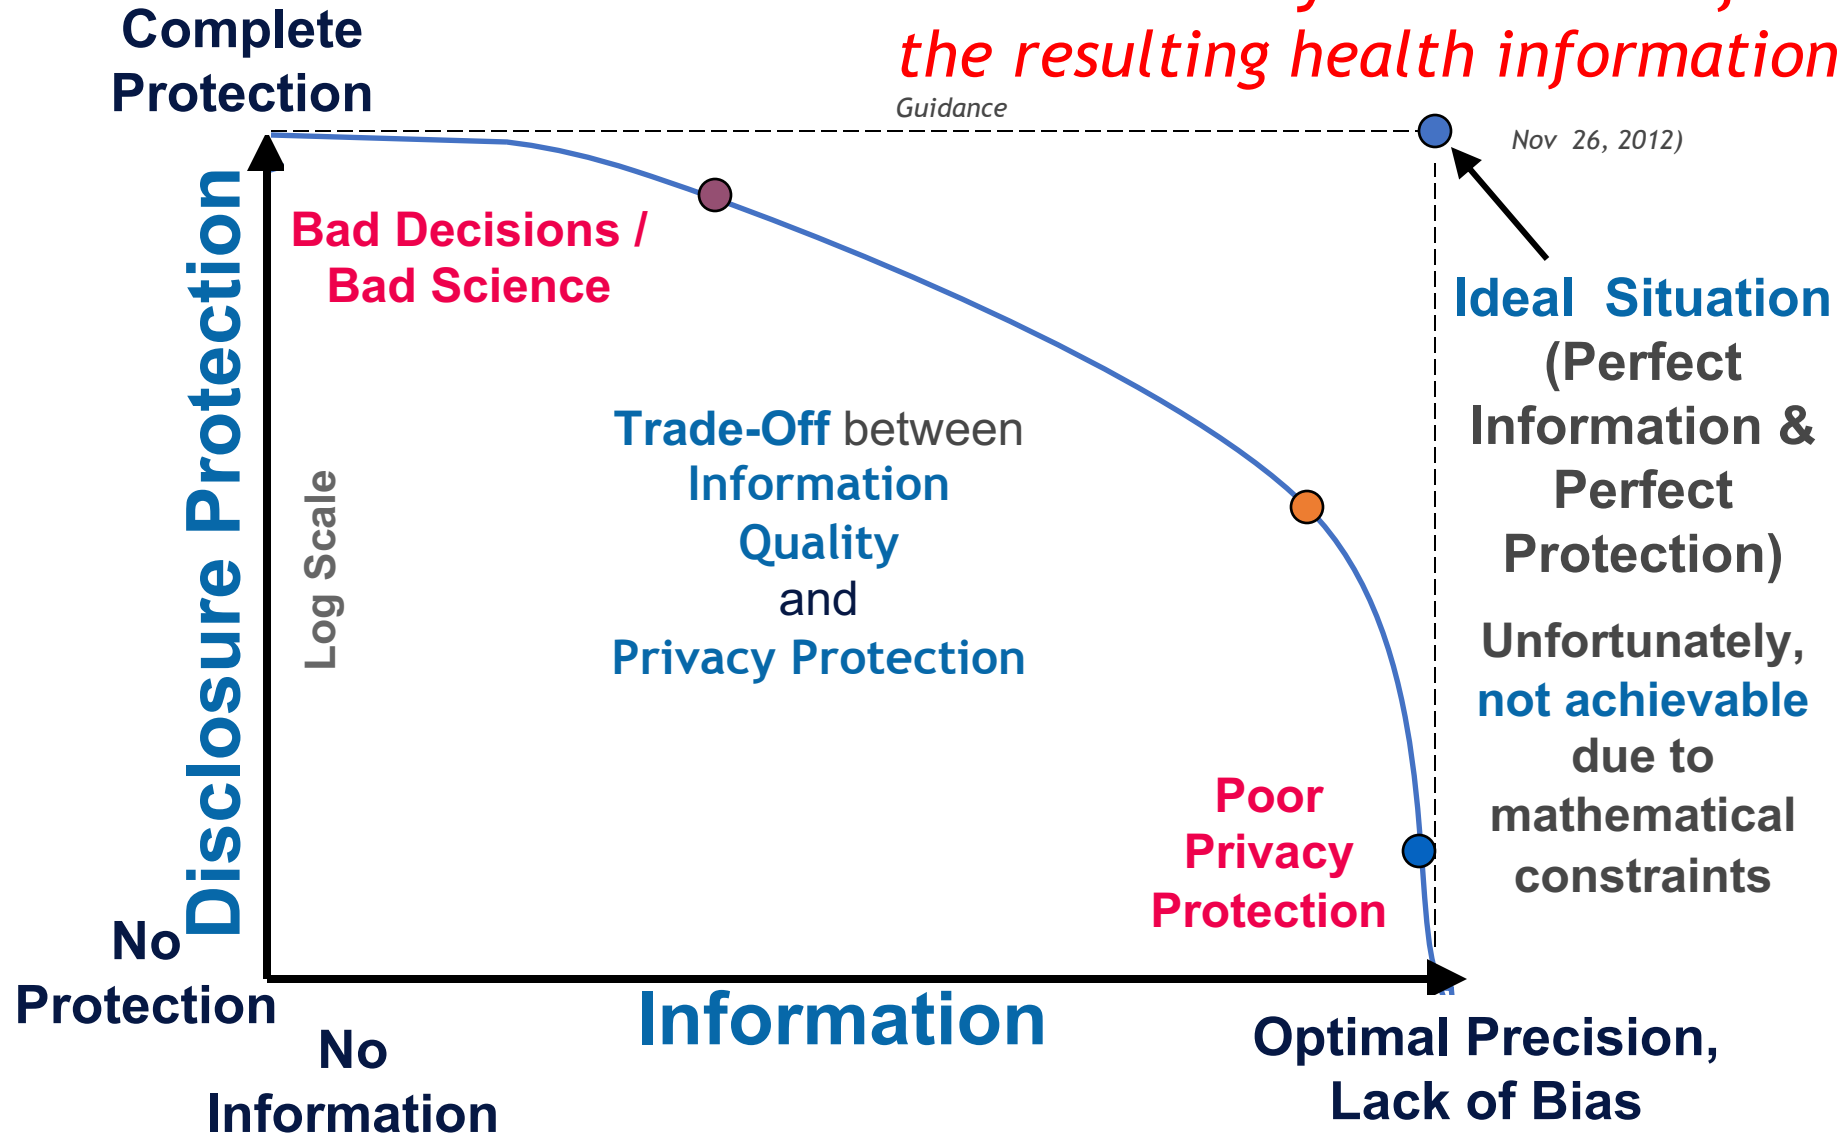 the resulting health information
Guidance
Nov 26, 2012)
Complete
Protection
Disclosure Protection
Log Scale
Bad Decisions /
Bad Science
Trade-Off between
Information
Quality
and
Privacy Protection
Ideal Situation
(Perfect
Information &
Perfect
Protection)
Unfortunately,
not achievable
due to
mathematical
constraints
Poor
Privacy
Protection
No
Protection
No
Information
Information
Optimal Precision,
Lack of Bias